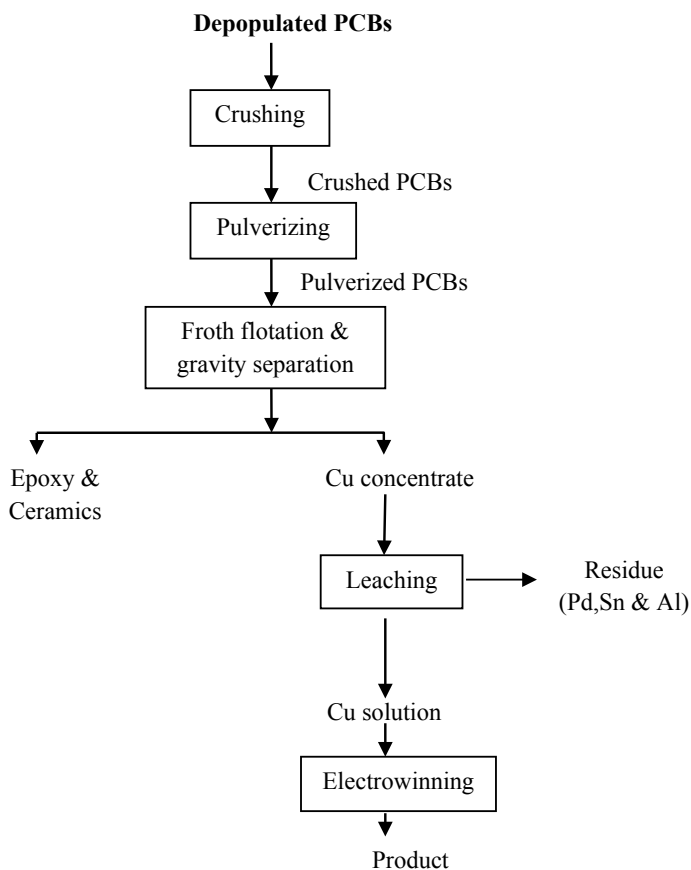 Depopulated PCBs
Crushing
Crushed PCBs
Pulverizing
Pulverized PCBs
Froth flotation &
gravity separation
Epoxy &
Ceramics
Cu concentrate
Leaching
Residue
(Pd,Sn & Al)
Cu solution
Electrowinning
Product